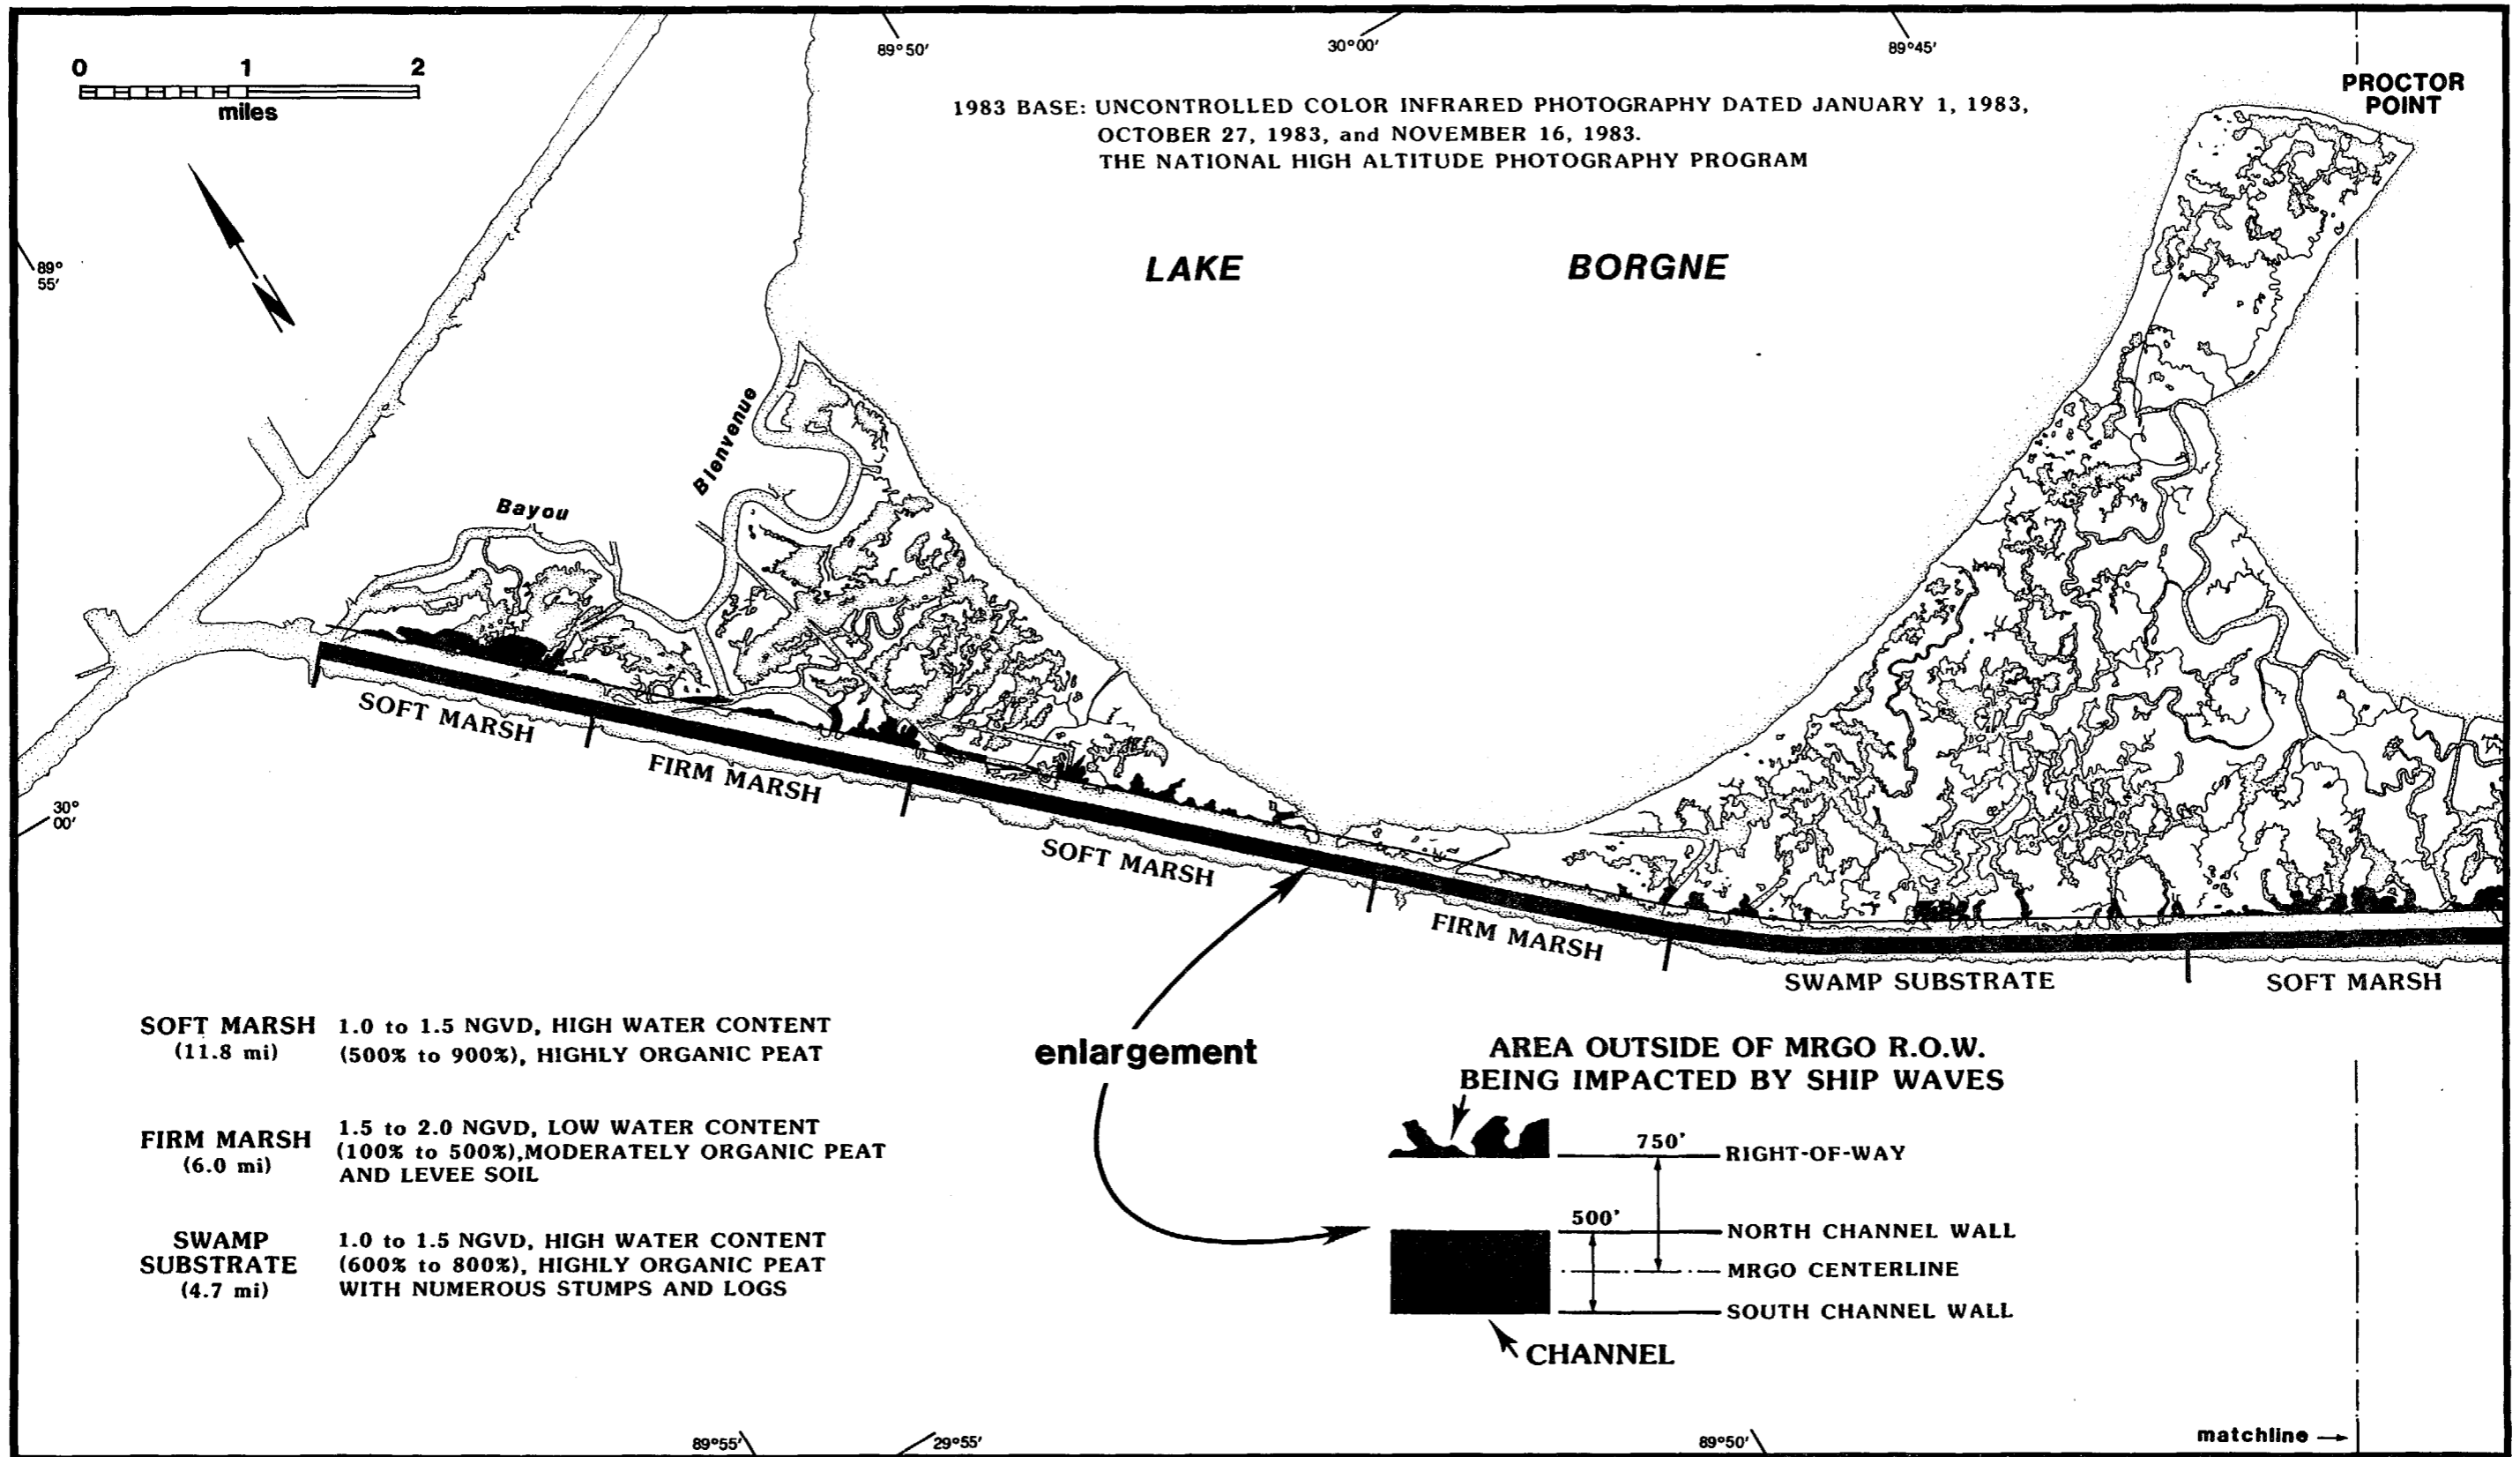 0 1 2
miles
89°50'
30°00'
89°45'
PROCTOR
POINT
1983 BASE: UNCONTROLLED COLOR INFRARED PHOTOGRAPHY DATED JANUARY 1, 1983,
OCTOBER 27, 1983, and NOVEMBER 16, 1983.
THE NATIONAL HIGH ALTITUDE PHOTOGRAPHY PROGRAM
89°
55'
N
LAKE BORGNE
Bayou Bienvenue
30°
00'
SOFT MARSH
FIRM MARSH
SOFT MARSH
FIRM MARSH
SWAMP SUBSTRATE
SOFT MARSH
SOFT MARSH 1.0 to 1.5 NGVD, HIGH WATER CONTENT
(11.8 mi) (500% to 900%), HIGHLY ORGANIC PEAT
FIRM MARSH 1.5 to 2.0 NGVD, LOW WATER CONTENT
(6.0 mi) (100% to 500%),MODERATELY ORGANIC PEAT
AND LEVEE SOIL
SWAMP 1.0 to 1.5 NGVD, HIGH WATER CONTENT
SUBSTRATE (600% to 800%), HIGHLY ORGANIC PEAT
(4.7 mi) WITH NUMEROUS STUMPS AND LOGS
enlargement
AREA OUTSIDE OF MRGO R.O.W.
BEING IMPACTED BY SHIP WAVES
750'
RIGHT-OF-WAY
500'
NORTH CHANNEL WALL
MRGO CENTERLINE
SOUTH CHANNEL WALL
CHANNEL
89°55'
29°55'
89°50'
matchline